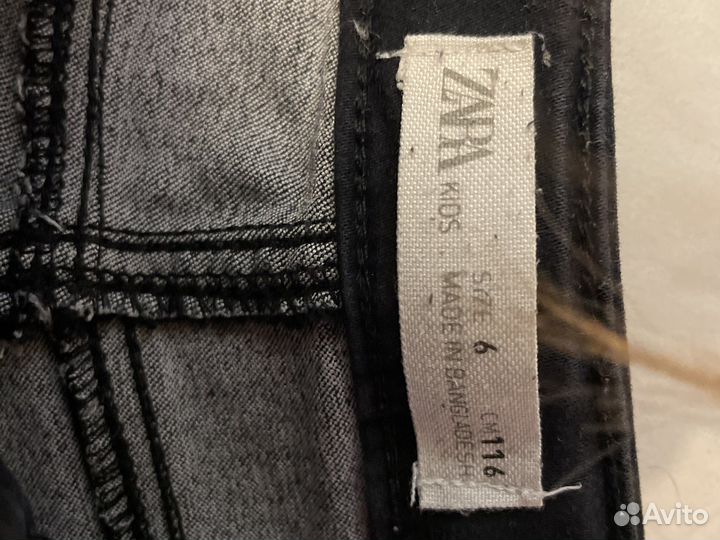 ZARA
KIDS
SIZE 6 CM 116
MADE IN BANGLADESH
Avito